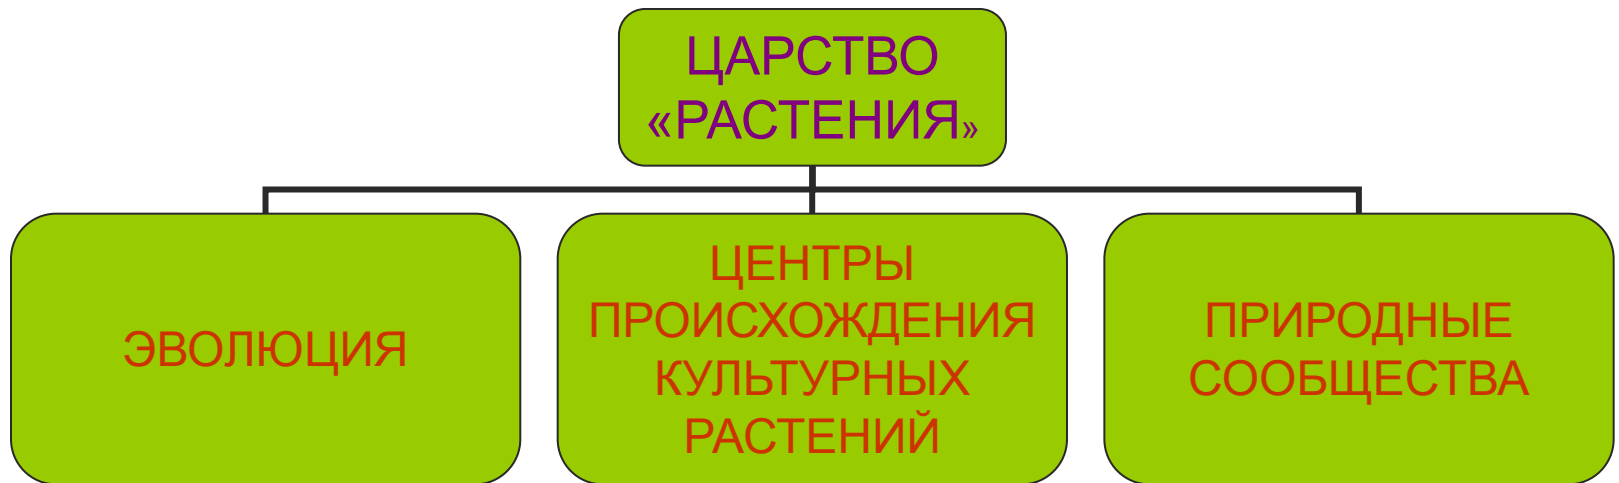 ЦАРСТВО
«РАСТЕНИЯ»
ЭВОЛЮЦИЯ
ЦЕНТРЫ
ПРОИСХОЖДЕНИЯ
КУЛЬТУРНЫХ
РАСТЕНИЙ
ПРИРОДНЫЕ
СООБЩЕСТВА